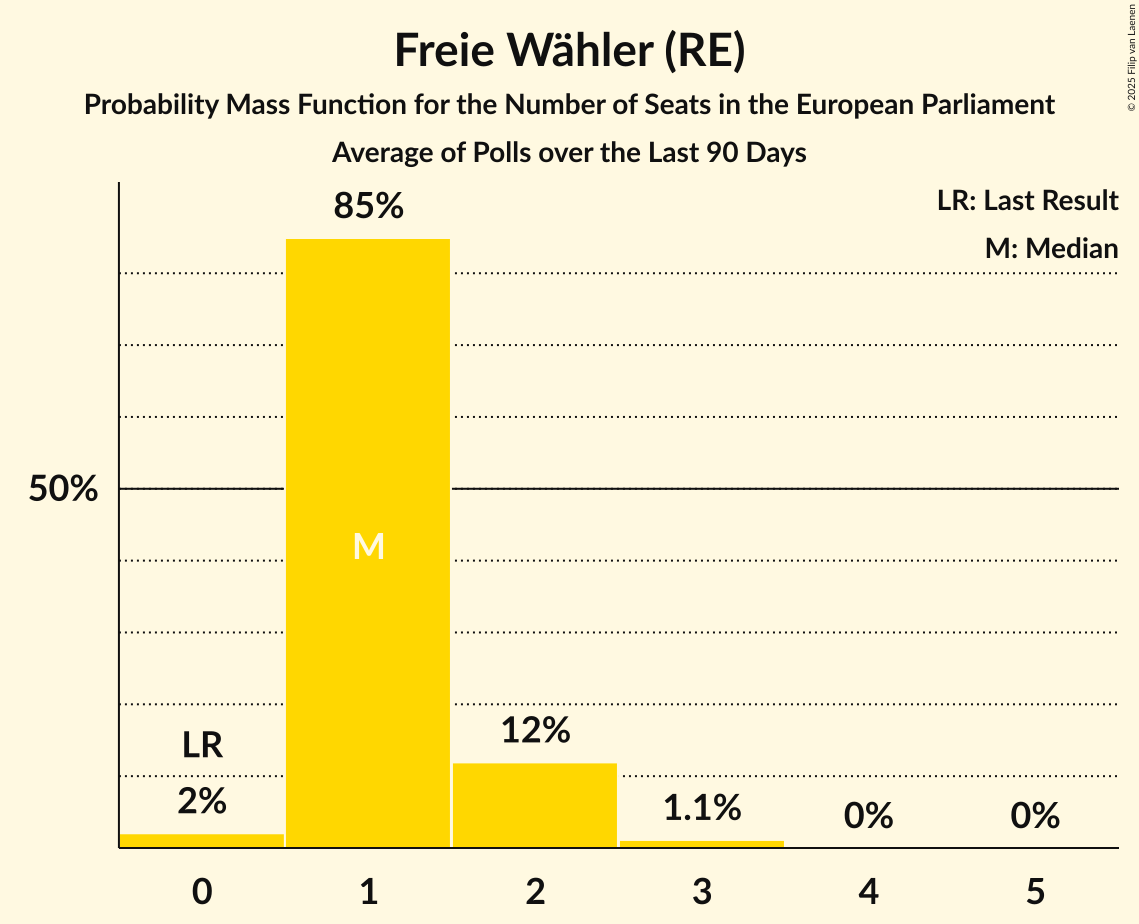 Freie Wähler (RE)
Probability Mass Function for the Number of Seats in the European Parliament
Average of Polls over the Last 90 Days
© 2025 Filip van Laenen
LR: Last Result
M: Median
85%
50%
M
LR
2%
12%
1.1%
0%
0%
0 1 2 3 4 5